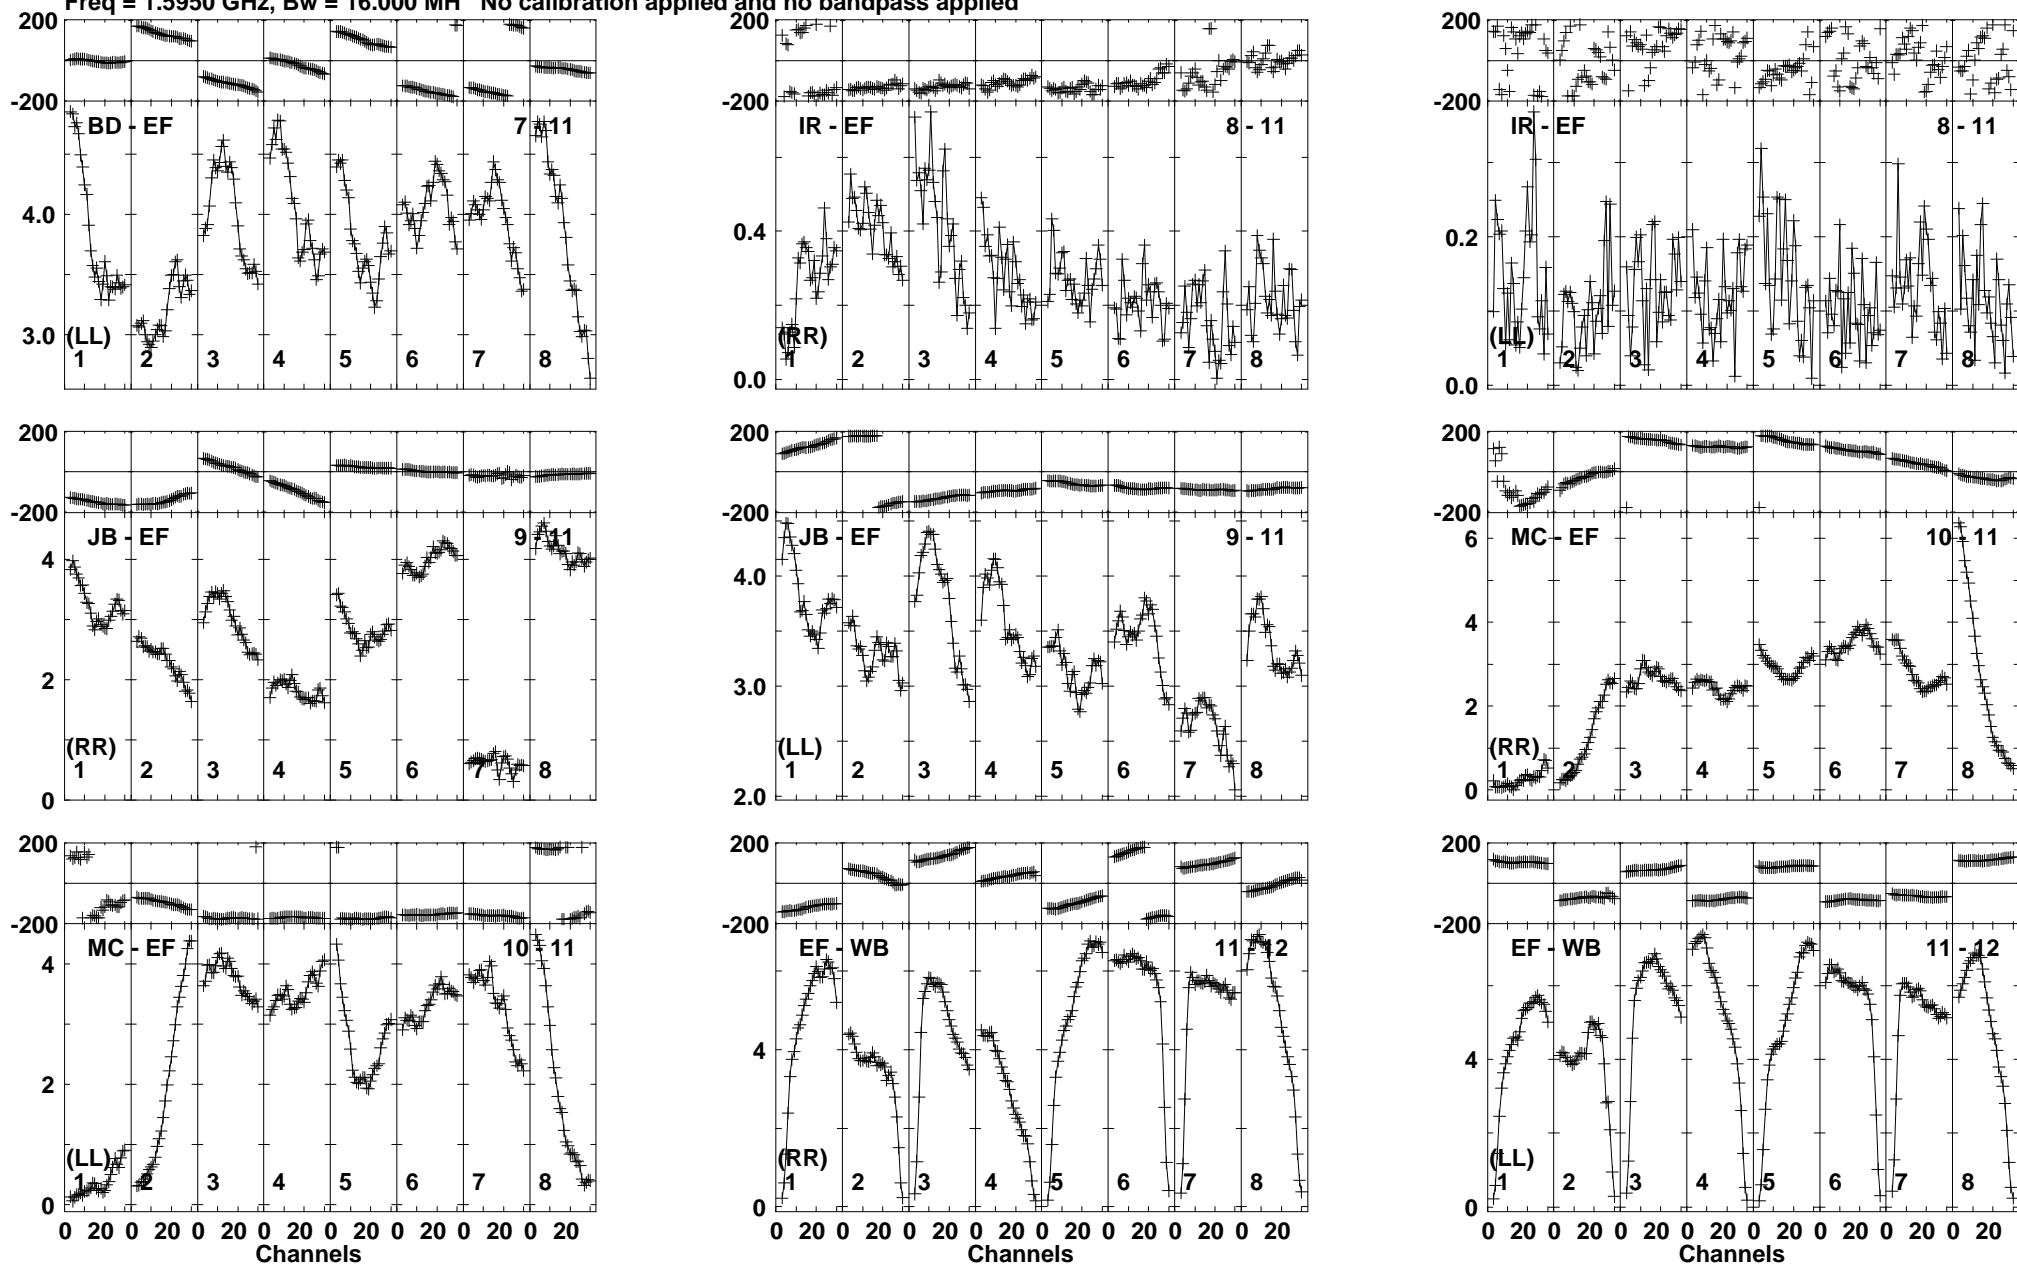 Freq = 1.5950 GHz, Bw = 16.000 MH No calibration applied and no bandpass applied
200 200 200
-200 -200 -200
BD - EF 7 - 11 IR - EF 8 - 11 IR - EF 8 - 11
4.0 0.4 0.2
3.0
(LL) (RR) (LL)
1 2 3 4 5 6 7 8 1 2 3 4 5 6 7 8 1 2 3 4 5 6 7 8
0.0 0.0
200 200 200
-200 -200 -200
JB - EF 9 - 11 JB - EF 9 - 11 MC - EF 10 - 11
6
4 4.0 4
2 3.0 2
(RR) (LL) (RR)
1 2 3 4 5 6 7 8 1 2 3 4 5 6 7 8 1 2 3 4 5 6 7 8
0 2.0 0
200 200 200
-200 -200 -200
MC - EF 10 - 11 EF - WB 11 - 12 EF - WB 11 - 12
4 4 4
2
(LL) (RR) (LL)
1 2 3 4 5 6 7 8 1 2 3 4 5 6 7 8 1 2 3 4 5 6 7 8
0 0 0
0 20 0 20 0 20 0 20 0 20 0 20 0 20 0 20 0 20 0 20 0 20 0 20 0 20 0 20 0 20 0 20 0 20 0 20 0 20 0 20 0 20 0 20 0 20 0 20
Channels Channels Channels